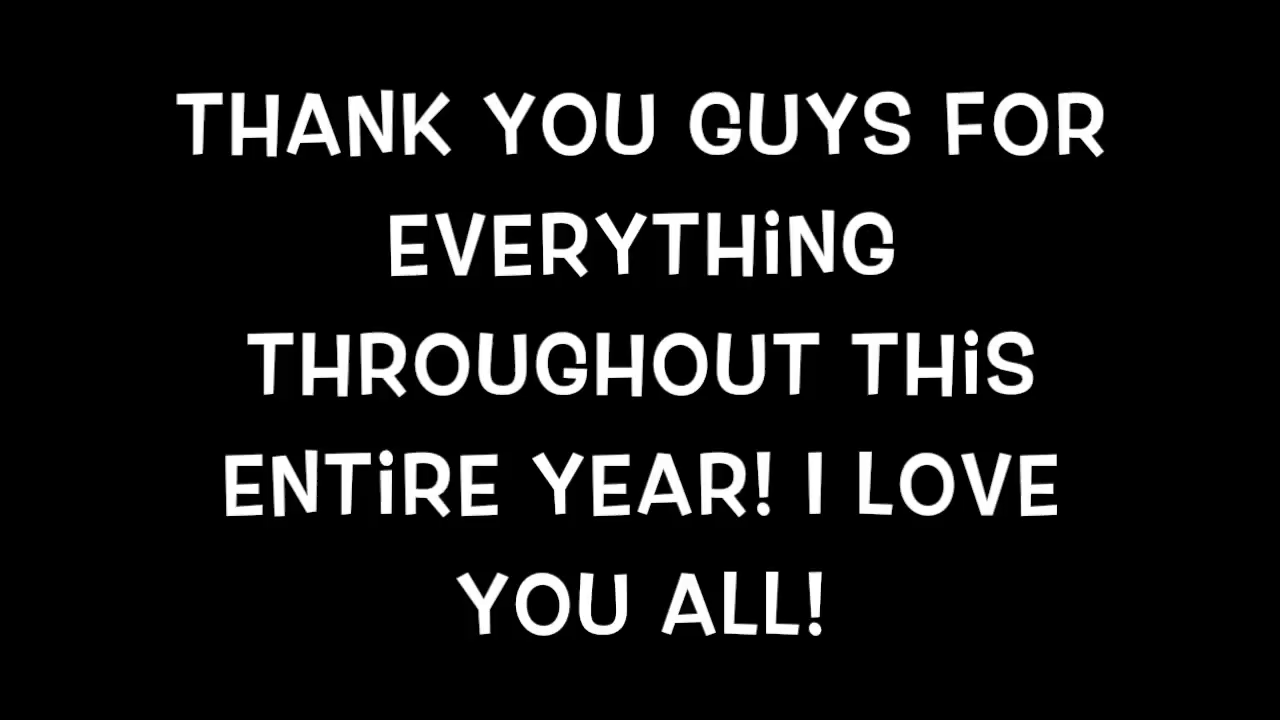 THANK YOU GUYS FOR
EVERYTHiNG
THROUGHOUT THiS
ENTiRE YEAR! I LOVE
YOU ALL!